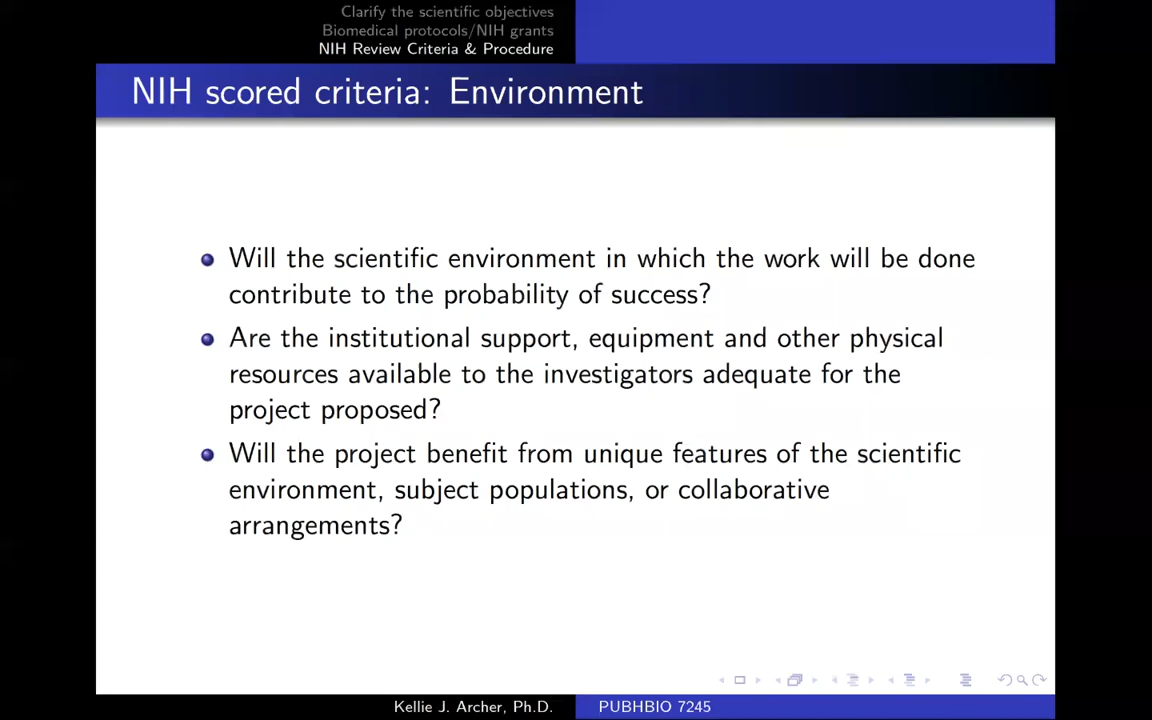 Clarify the scientific objectives
Biomedical protocols/NIH grants
NIH Review Criteria & Procedure
NIH scored criteria: Environment
Will the scientific environment in which the work will be done
contribute to the probability of success?
Are the institutional support, equipment and other physical
resources available to the investigators adequate for the
project proposed?
Will the project benefit from unique features of the scientific
environment, subject populations, or collaborative
arrangements?
Kellie J. Archer, Ph.D.
PUBHBIO 7245